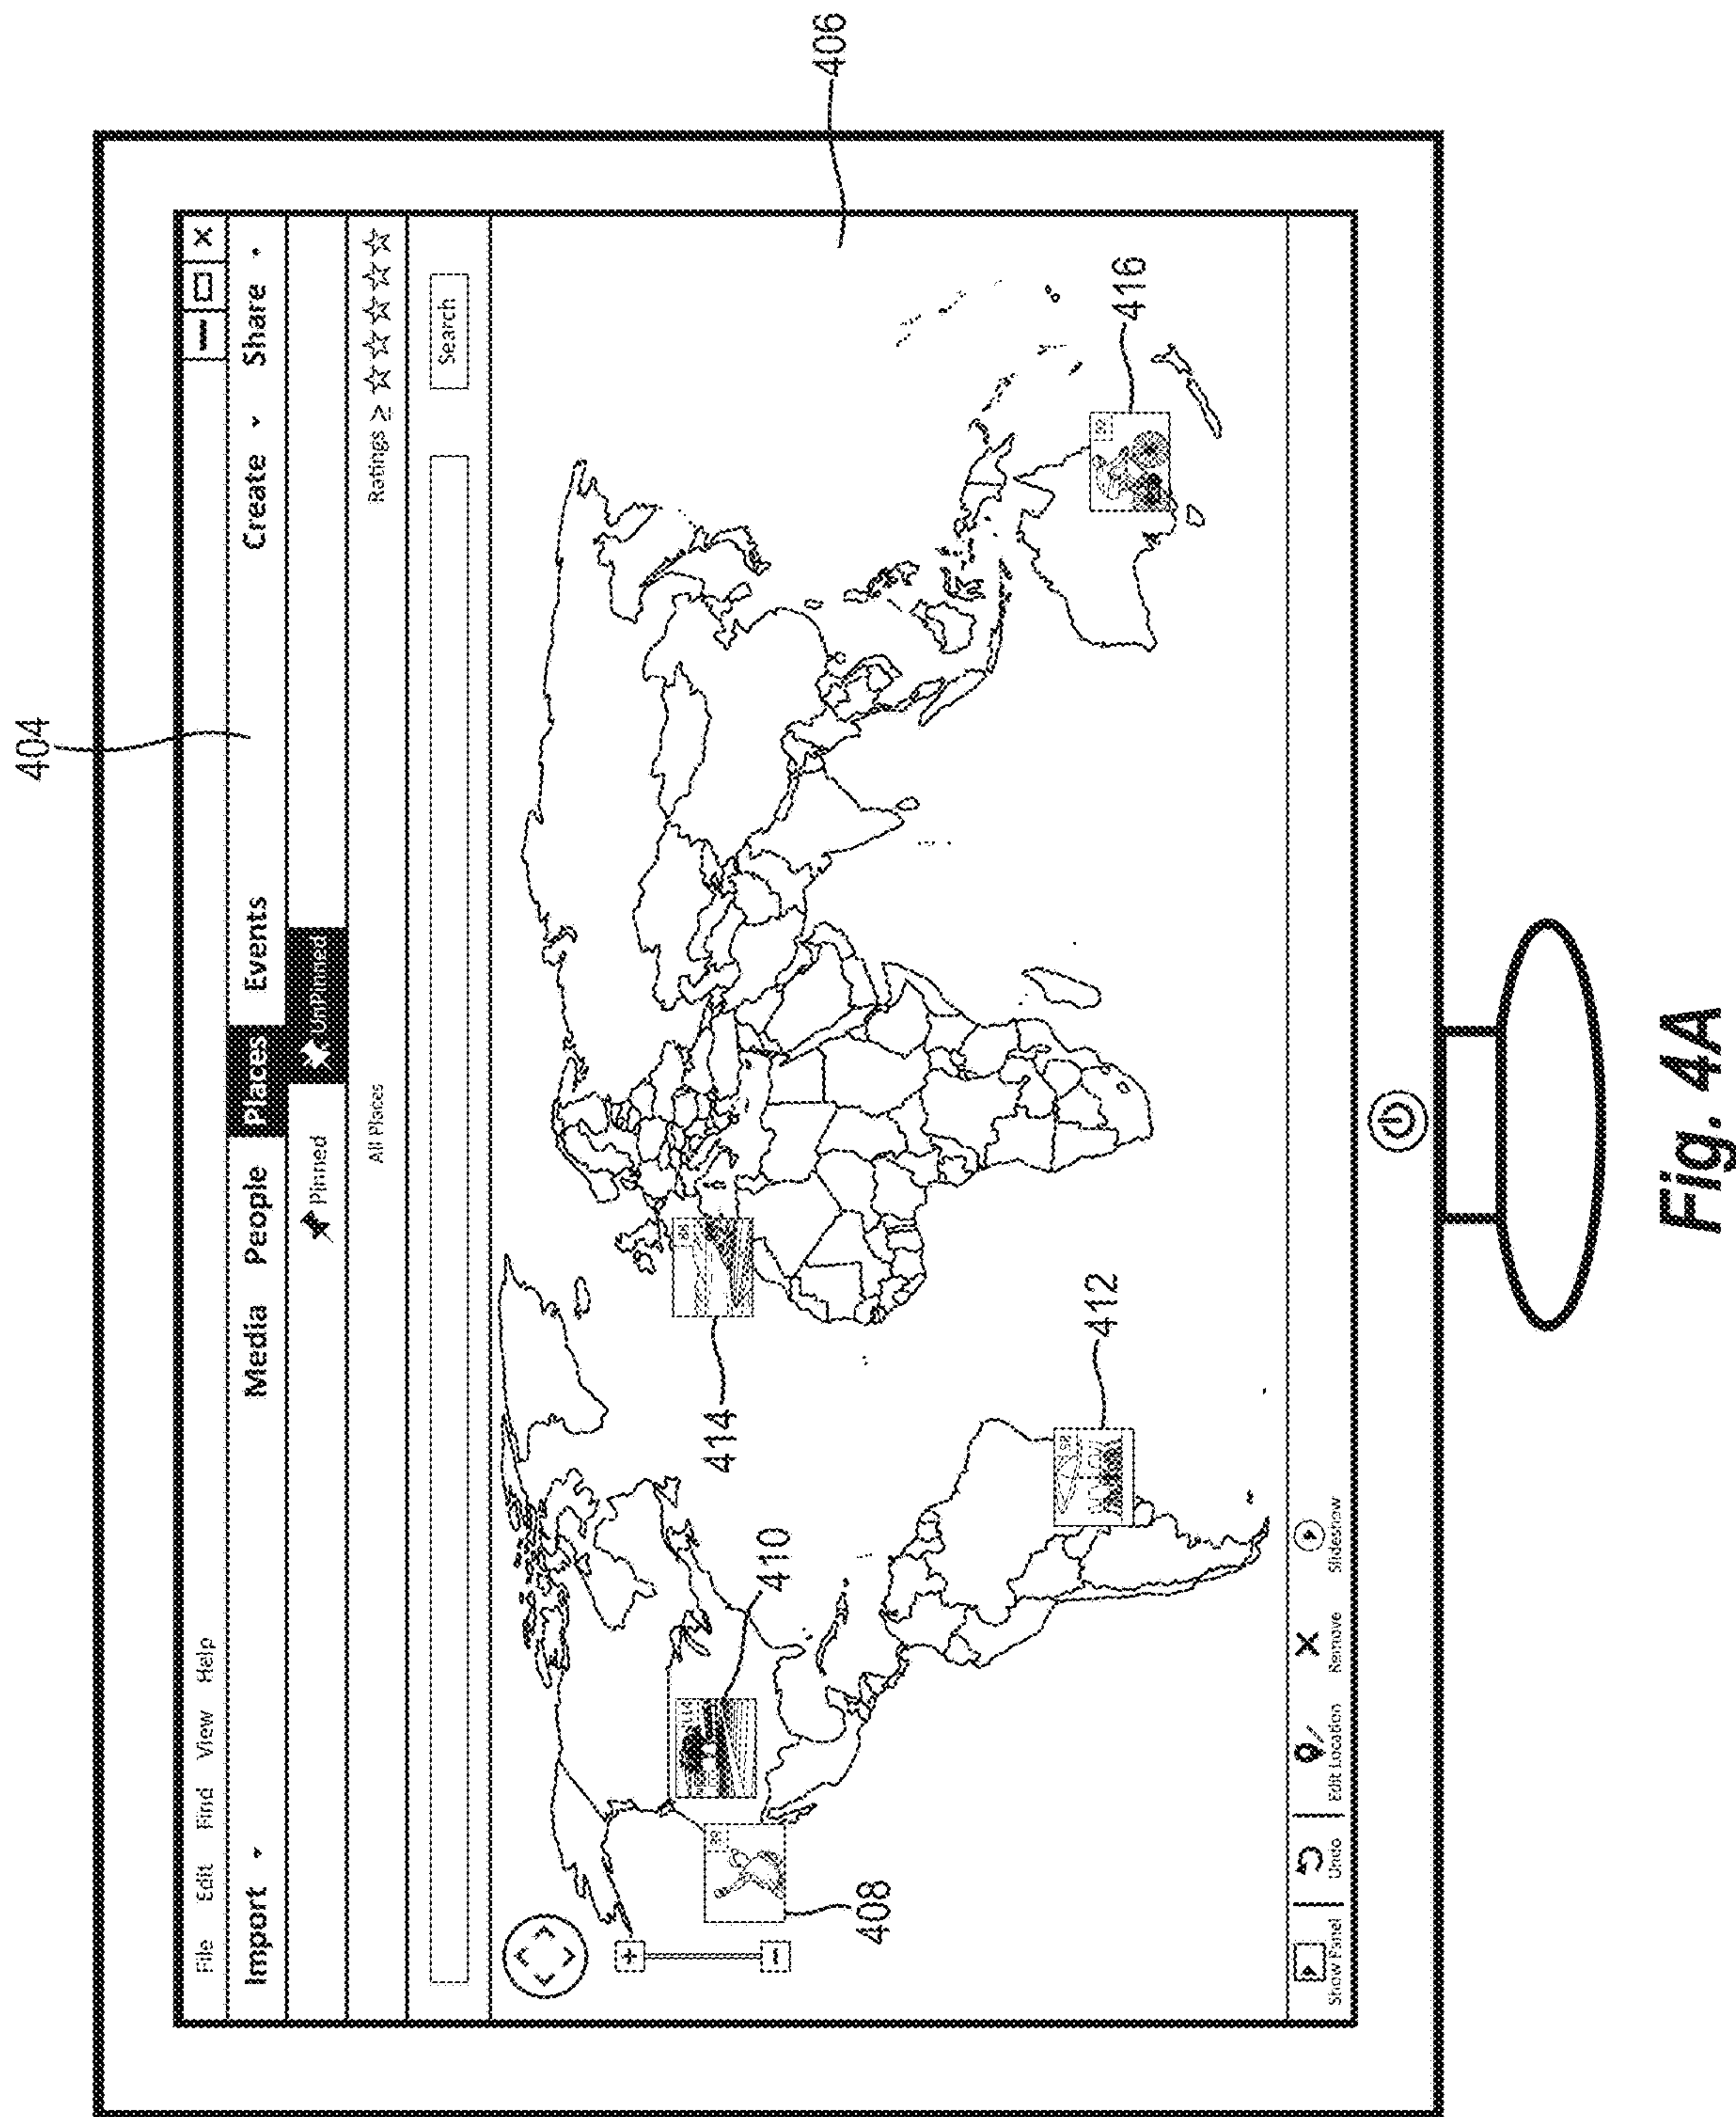 404
406
File Edit Find View Help
Import Media People Places Events Create Share
Pinned UnPinned
All Places Ratings ≥ ☆☆☆☆☆
Search
414
410
408
412
416
Show Panel Undo Edit Location Remove Slideshow
Fig. 4A